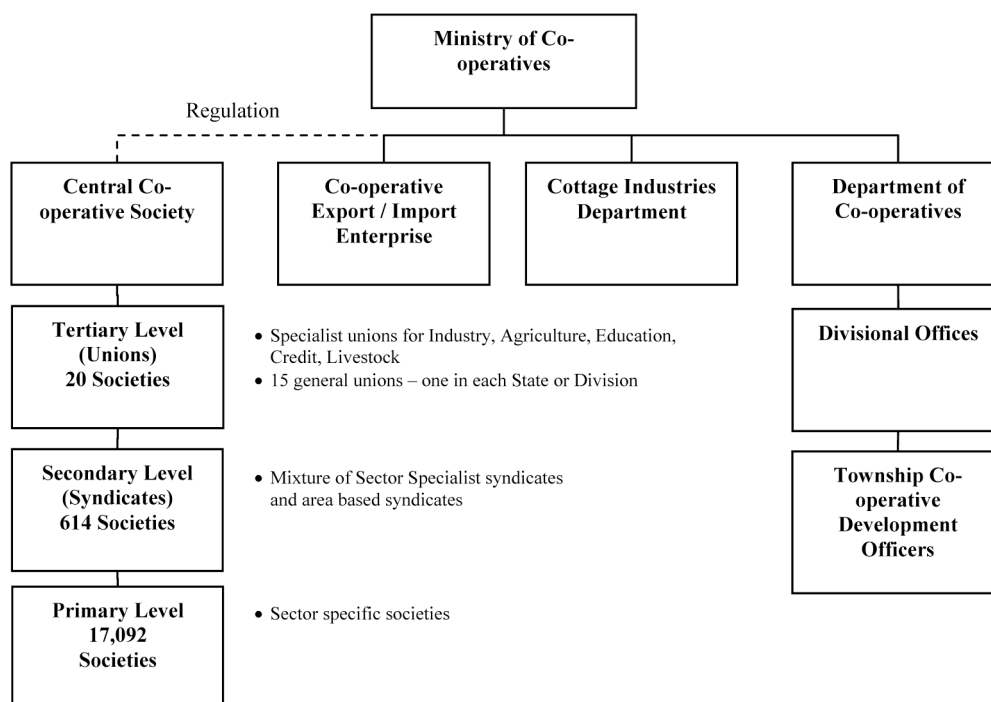 Ministry of Co-
operatives
Regulation
Central Co-
operative Society
Co-operative
Export / Import
Enterprise
Cottage Industries
Department
Department of
Co-operatives
Tertiary Level
(Unions)
20 Societies
• Specialist unions for Industry, Agriculture, Education,
Credit, Livestock
• 15 general unions – one in each State or Division
Divisional Offices
Secondary Level
(Syndicates)
614 Societies
• Mixture of Sector Specialist syndicates
and area based syndicates
Township Co-
operative
Development
Officers
Primary Level
17,092
Societies
• Sector specific societies